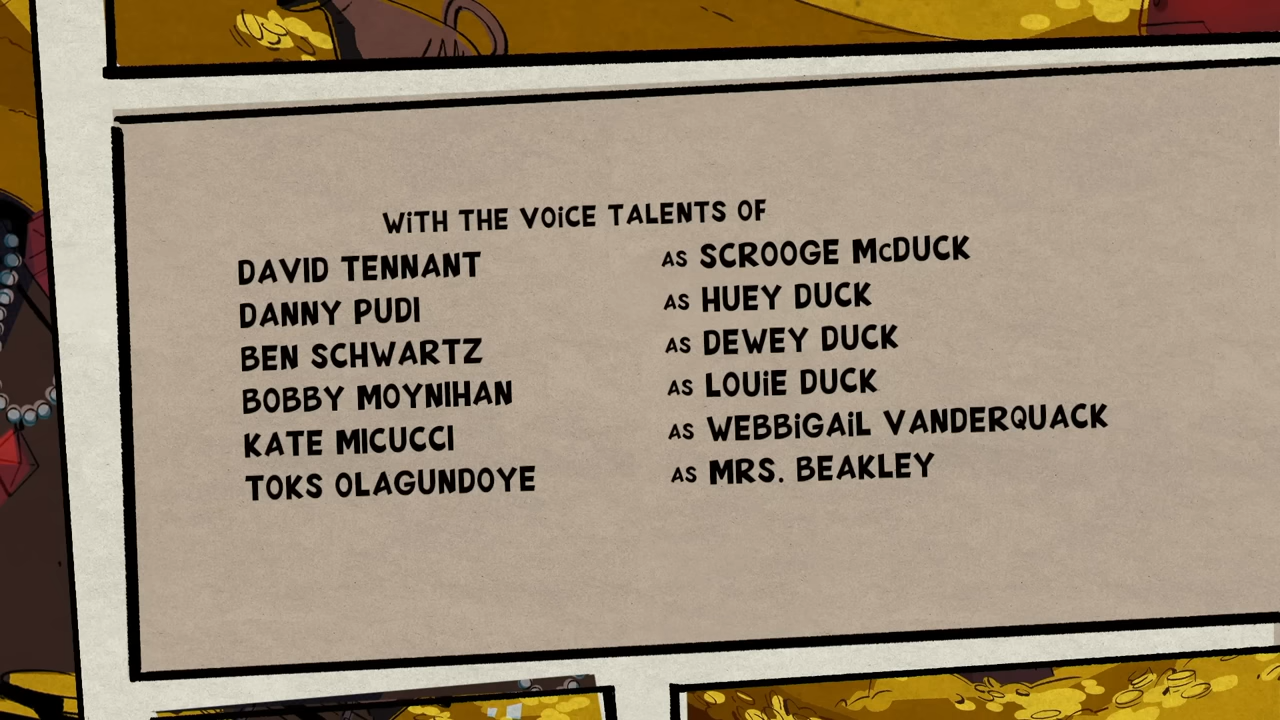 WiTH THE VOiCE TALENTS OF
DAVID TENNANT AS SCROOGE McDUCK
DANNY PUDI AS HUEY DUCK
BEN SCHWARTZ AS DEWEY DUCK
BOBBY MOYNIHAN AS LOUiE DUCK
KATE MICUCCI AS WEBBiGAiL VANDERQUACK
TOKS OLAGUNDOYE AS MRS. BEAKLEY